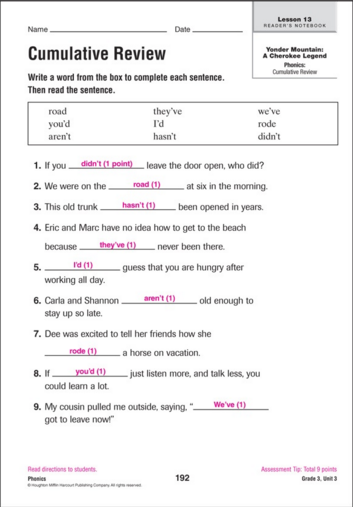 Lesson 13
READER'S NOTEBOOK
Name
Date
Cumulative Review
Yonder Mountain:
A Cherokee Legend
Phonics:
Cumulative Review
Write a word from the box to complete each sentence.
Then read the sentence.
road they've we've
you'd I'd rode
aren't hasn't didn't
1. If you didn't (1 point) leave the door open, who did?
2. We were on the road (1) at six in the morning.
3. This old trunk hasn't (1) been opened in years.
4. Eric and Marc have no idea how to get to the beach
because they've (1) never been there.
5. I'd (1) guess that you are hungry after
working all day.
6. Carla and Shannon aren't (1) old enough to
stay up so late.
7. Dee was excited to tell her friends how she
rode (1) a horse on vacation.
8. If you'd (1) just listen more, and talk less, you
could learn a lot.
9. My cousin pulled me outside, saying, "We've (1)
got to leave now!"
Read directions to students.
Assessment Tip: Total 9 points
Phonics
192
Grade 3, Unit 3
© Houghton Mifflin Harcourt Publishing Company. All rights reserved.